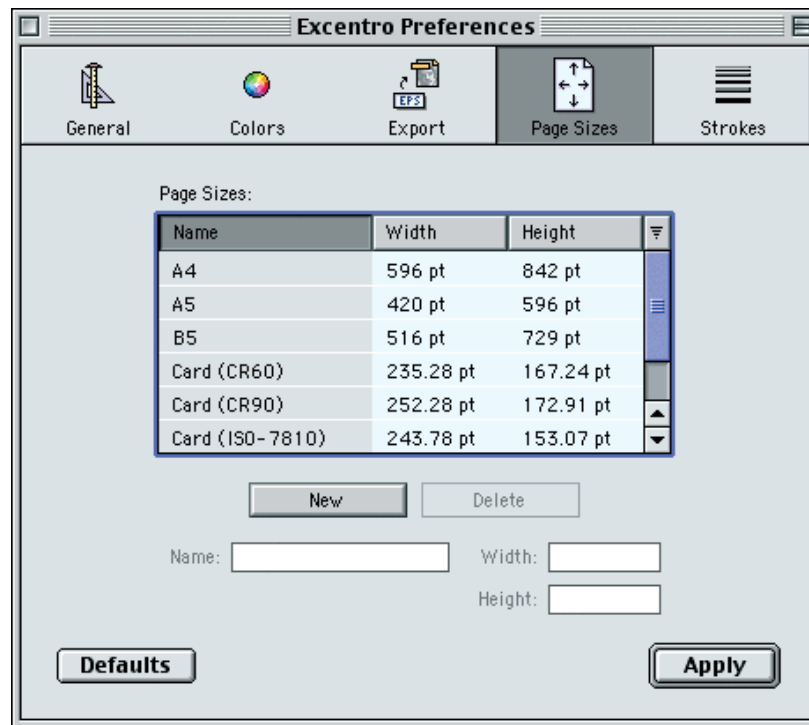 Excentro Preferences
General Colors Export Page Sizes Strokes
EPS
Page Sizes:
Name Width Height
A4 596 pt 842 pt
A5 420 pt 596 pt
B5 516 pt 729 pt
Card (CR60) 235.28 pt 167.24 pt
Card (CR90) 252.28 pt 172.91 pt
Card (ISO-7810) 243.78 pt 153.07 pt
New Delete
Name: Width:
Height:
Defaults Apply